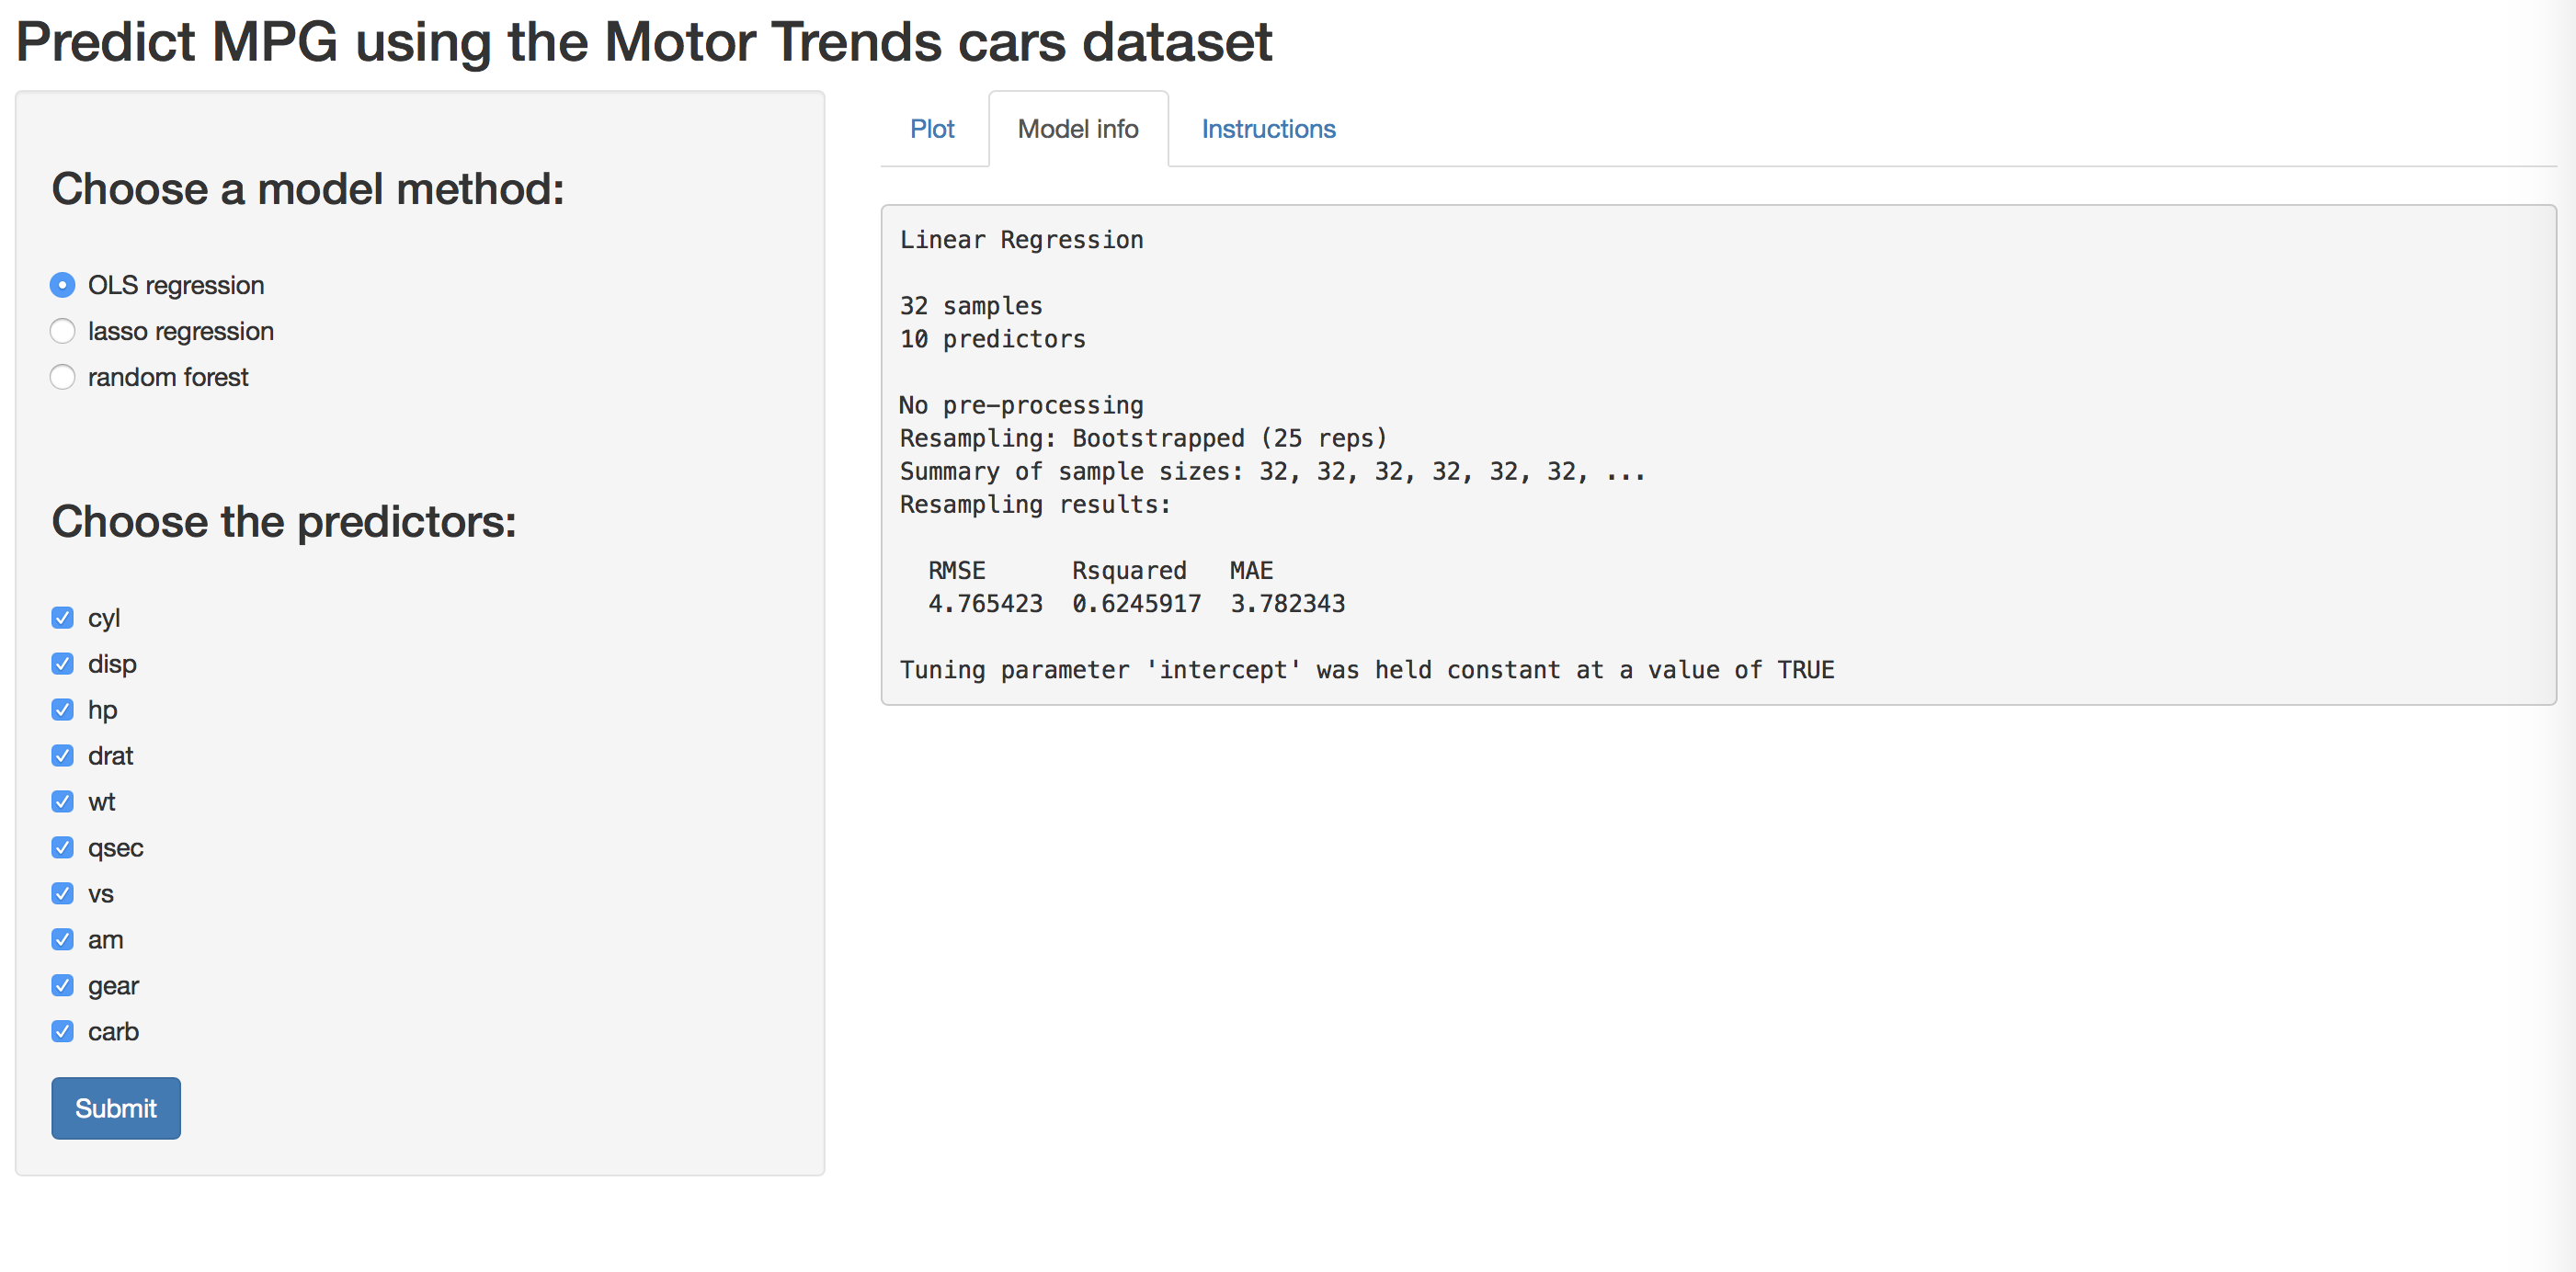 Predict MPG using the Motor Trends cars dataset
Choose a model method:
OLS regression
lasso regression
random forest
Choose the predictors:
cyl
disp
hp
drat
wt
qsec
vs
am
gear
carb
Submit
Plot Model info Instructions
Linear Regression
32 samples
10 predictors
No pre-processing
Resampling: Bootstrapped (25 reps)
Summary of sample sizes: 32, 32, 32, 32, 32, 32, ...
Resampling results:
RMSE Rsquared MAE
4.765423 0.6245917 3.782343
Tuning parameter 'intercept' was held constant at a value of TRUE